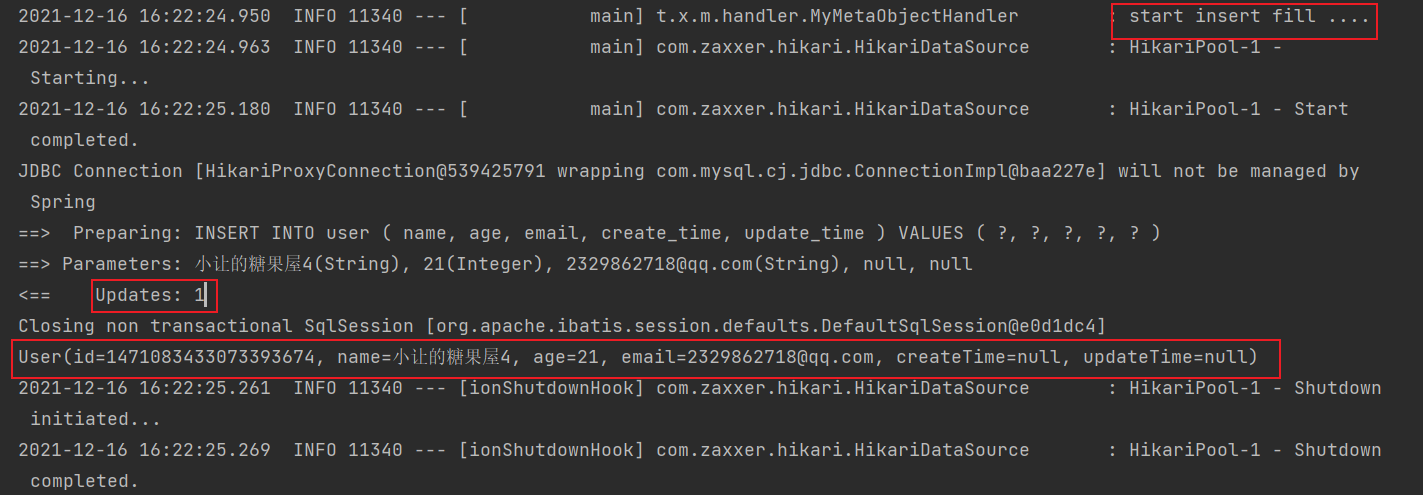 2021-12-16 16:22:24.950  INFO 11340 --- [           main] t.x.m.handler.MyMetaObjectHandler        : start insert fill ....
2021-12-16 16:22:24.963  INFO 11340 --- [           main] com.zaxxer.hikari.HikariDataSource       : HikariPool-1 -
Starting...
2021-12-16 16:22:25.180  INFO 11340 --- [           main] com.zaxxer.hikari.HikariDataSource       : HikariPool-1 - Start
completed.
JDBC Connection [HikariProxyConnection@539425791 wrapping com.mysql.cj.jdbc.ConnectionImpl@baa227e] will not be managed by
Spring
==>  Preparing: INSERT INTO user ( name, age, email, create_time, update_time ) VALUES ( ?, ?, ?, ?, ? )
==> Parameters: 小让的糖果屋4(String), 21(Integer), 2329862718@qq.com(String), null, null
<==    Updates: 1
Closing non transactional SqlSession [org.apache.ibatis.session.defaults.DefaultSqlSession@e0d1dc4]
User(id=1471083433073393674, name=小让的糖果屋4, age=21, email=2329862718@qq.com, createTime=null, updateTime=null)
2021-12-16 16:22:25.261  INFO 11340 --- [ionShutdownHook] com.zaxxer.hikari.HikariDataSource       : HikariPool-1 - Shutdown
initiated...
2021-12-16 16:22:25.269  INFO 11340 --- [ionShutdownHook] com.zaxxer.hikari.HikariDataSource       : HikariPool-1 - Shutdown
completed.